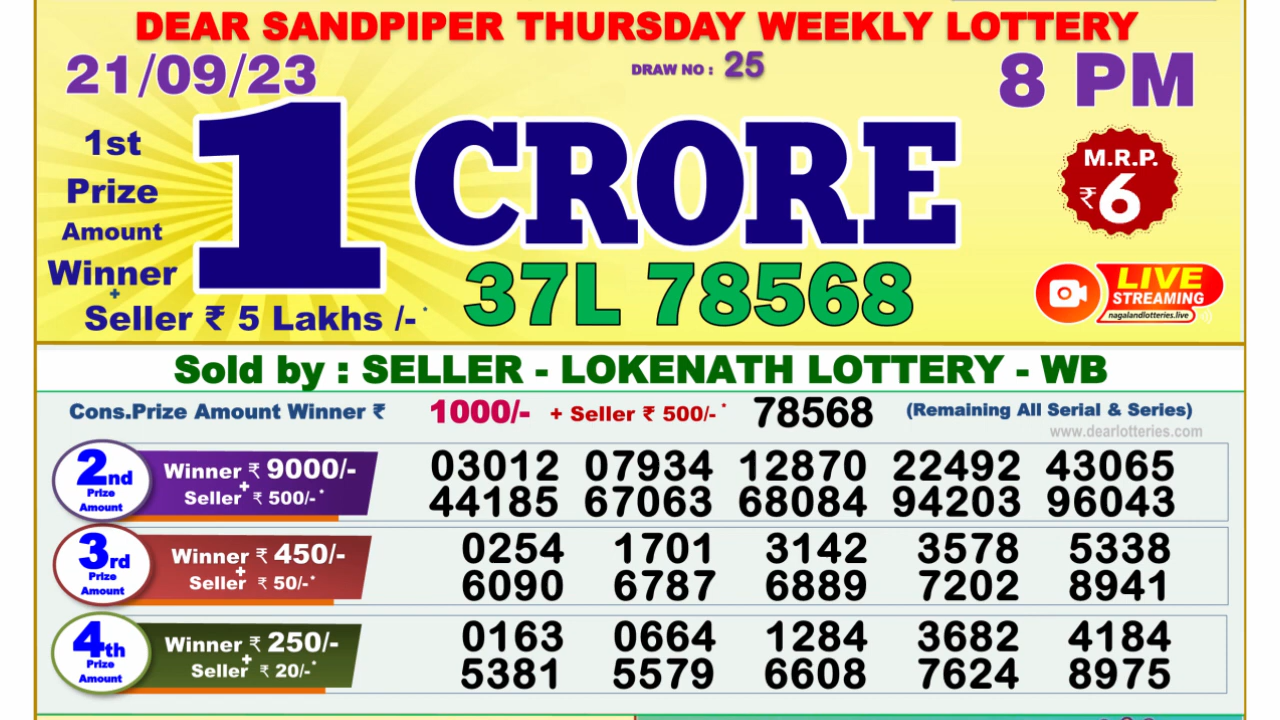 DEAR SANDPIPER THURSDAY WEEKLY LOTTERY
21/09/23
DRAW NO : 25
8 PM
1st
Prize
Amount
Winner
+
Seller ₹ 5 Lakhs /-*
1 CRORE
37L 78568
M.R.P.
₹6
LIVE
STREAMING
nagalandlotteries.live
Sold by : SELLER - LOKENATH LOTTERY - WB
Cons.Prize Amount Winner ₹ 1000/- + Seller ₹ 500/-* 78568 (Remaining All Serial & Series)
www.dearlotteries.com
2nd
Prize
Amount
Winner ₹ 9000/-
+
Seller ₹ 500/-*
03012 07934 12870 22492 43065
44185 67063 68084 94203 96043
3rd
Prize
Amount
Winner ₹ 450/-
+
Seller ₹ 50/-*
0254 1701 3142 3578 5338
6090 6787 6889 7202 8941
4th
Prize
Amount
Winner ₹ 250/-
+
Seller ₹ 20/-*
0163 0664 1284 3682 4184
5381 5579 6608 7624 8975